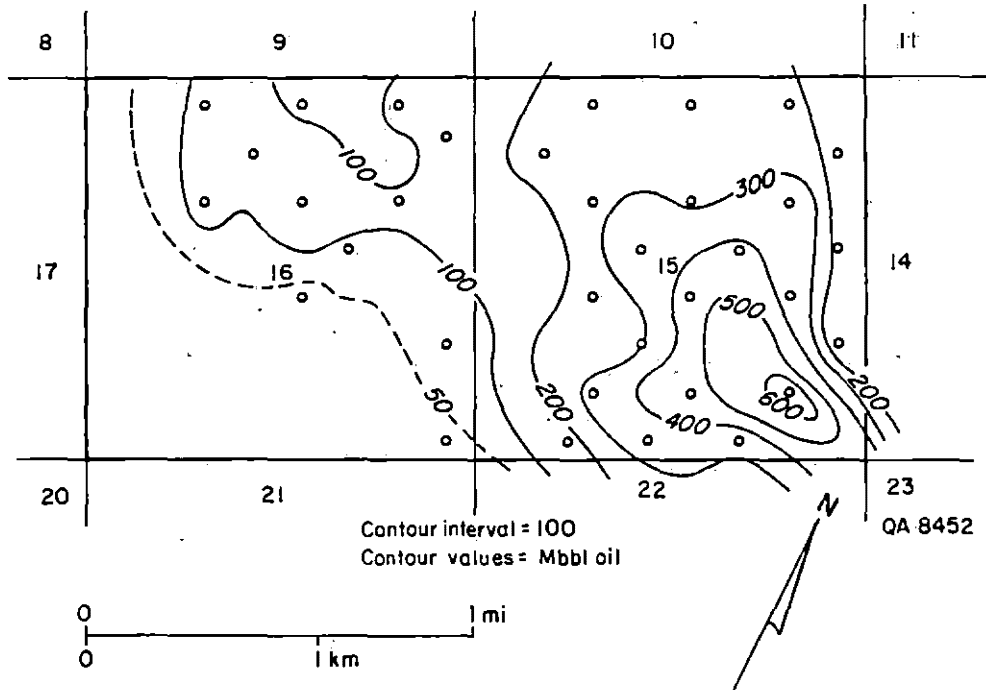 8 9 10 11
100
300
17 16 100 15 14
500
50 200 600 200
400
20 21 22 23
N
QA 8452
Contour interval = 100
Contour values = Mbbl oil
0 1 mi
0 1 km